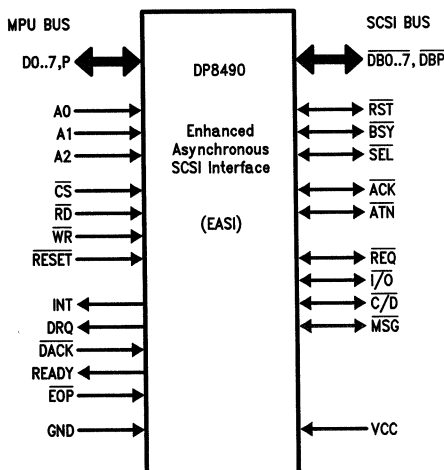 MPU BUS
SCSI BUS
D0..7,P
DP8490
DB0..7, DBP
A0
RST
A1
Enhanced
BSY
A2
Asynchronous
SEL
SCSI Interface
CS
ACK
RD
(EASI)
ATN
WR
RESET
REQ
I/O
INT
C/D
DRQ
MSG
DACK
READY
EOP
GND
VCC